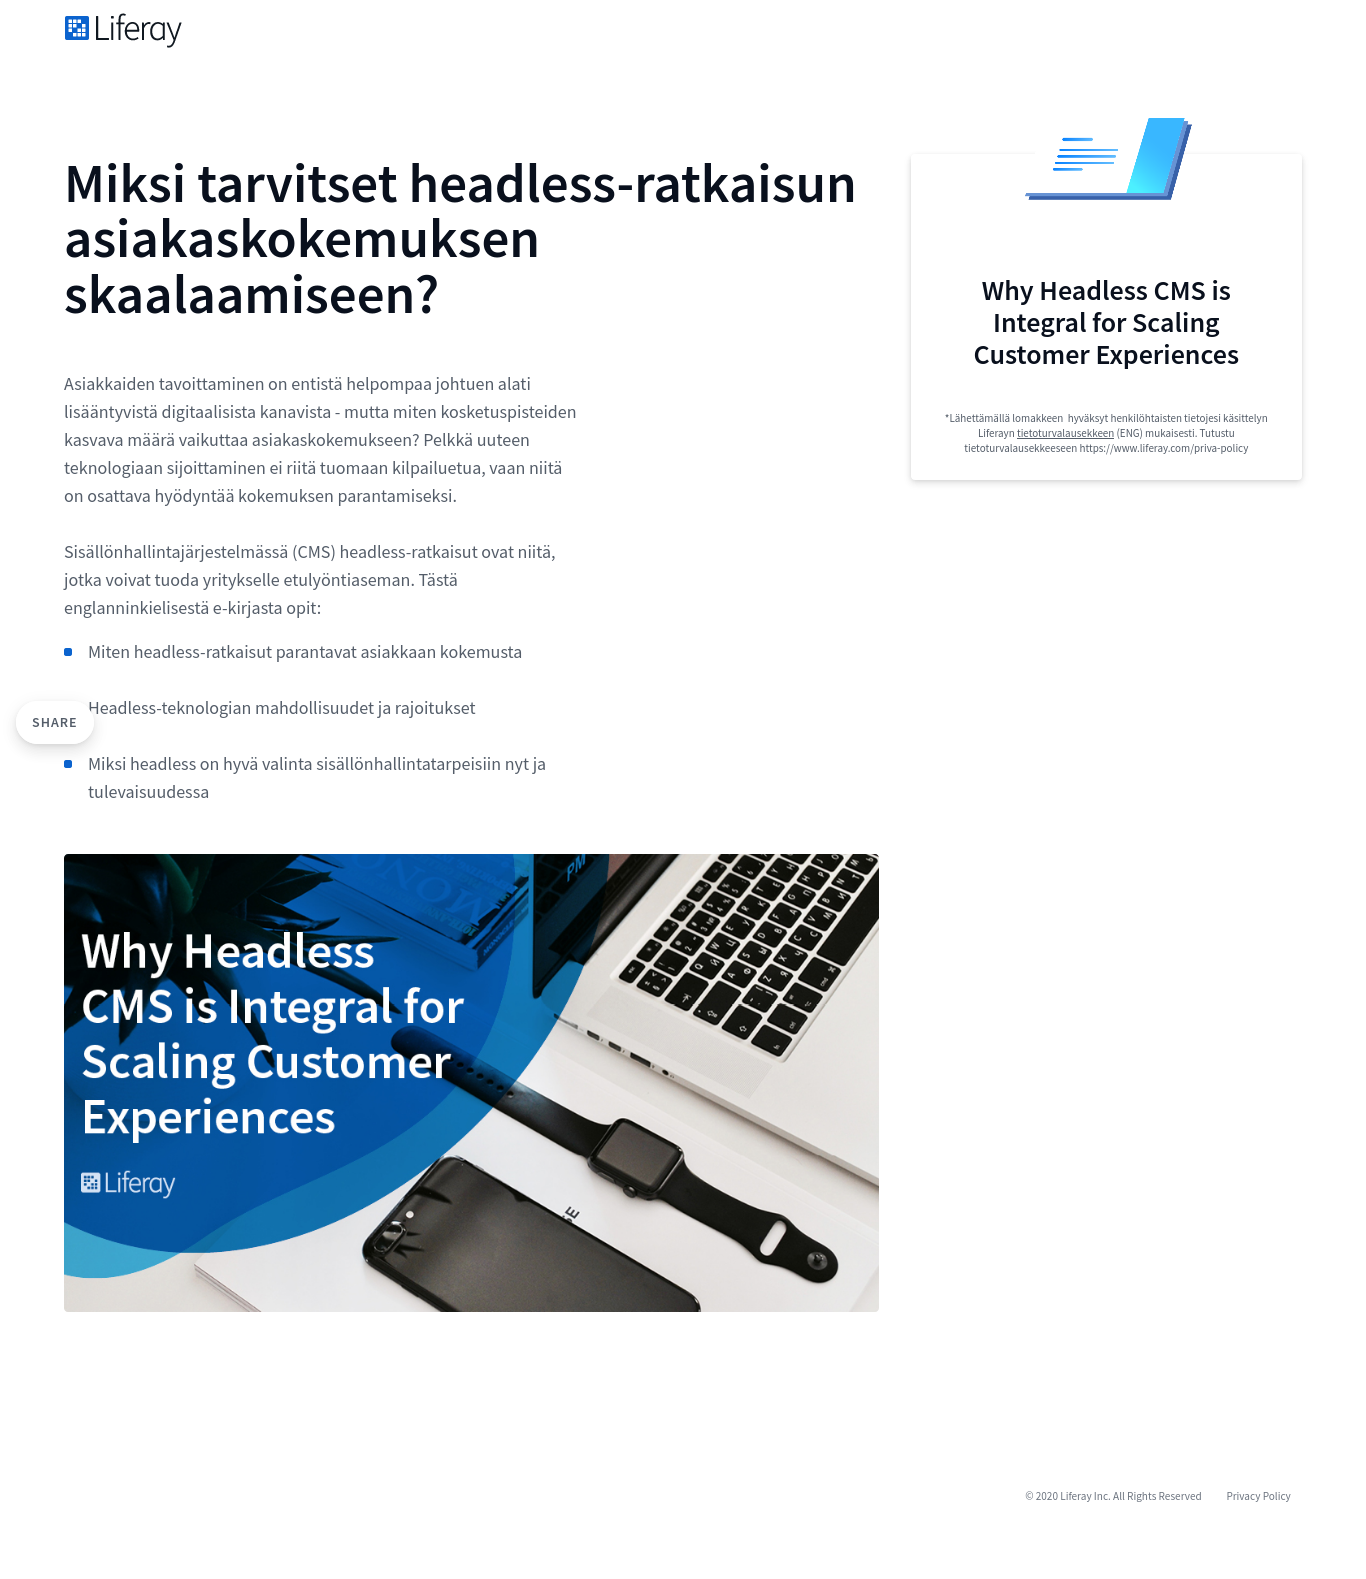 Liferay
Miksi tarvitset headless-ratkaisun
asiakaskokemuksen
skaalaamiseen?
Asiakkaiden tavoittaminen on entistä helpompaa johtuen alati
lisääntyvistä digitaalisista kanavista - mutta miten kosketuspisteiden
kasvava määrä vaikuttaa asiakaskokemukseen? Pelkkä uuteen
teknologiaan sijoittaminen ei riitä tuomaan kilpailuetua, vaan niitä
on osattava hyödyntää kokemuksen parantamiseksi.
Sisällönhallintajärjestelmässä (CMS) headless-ratkaisut ovat niitä,
jotka voivat tuoda yritykselle etulyöntiaseman. Tästä
englanninkielisestä e-kirjasta opit:
Miten headless-ratkaisut parantavat asiakkaan kokemusta
Headless-teknologian mahdollisuudet ja rajoitukset
SHARE
Miksi headless on hyvä valinta sisällönhallintatarpeisiin nyt ja
tulevaisuudessa
Why Headless
CMS is Integral for
Scaling Customer
Experiences
Liferay
Why Headless CMS is
Integral for Scaling
Customer Experiences
*Lähettämällä lomakkeen hyväksyt henkilöhtaisten tietojesi käsittelyn
Liferayn tietoturvalausekkeen (ENG) mukaisesti. Tutustu
tietoturvalausekkeeseen https://www.liferay.com/priva-policy
© 2020 Liferay Inc. All Rights Reserved Privacy Policy